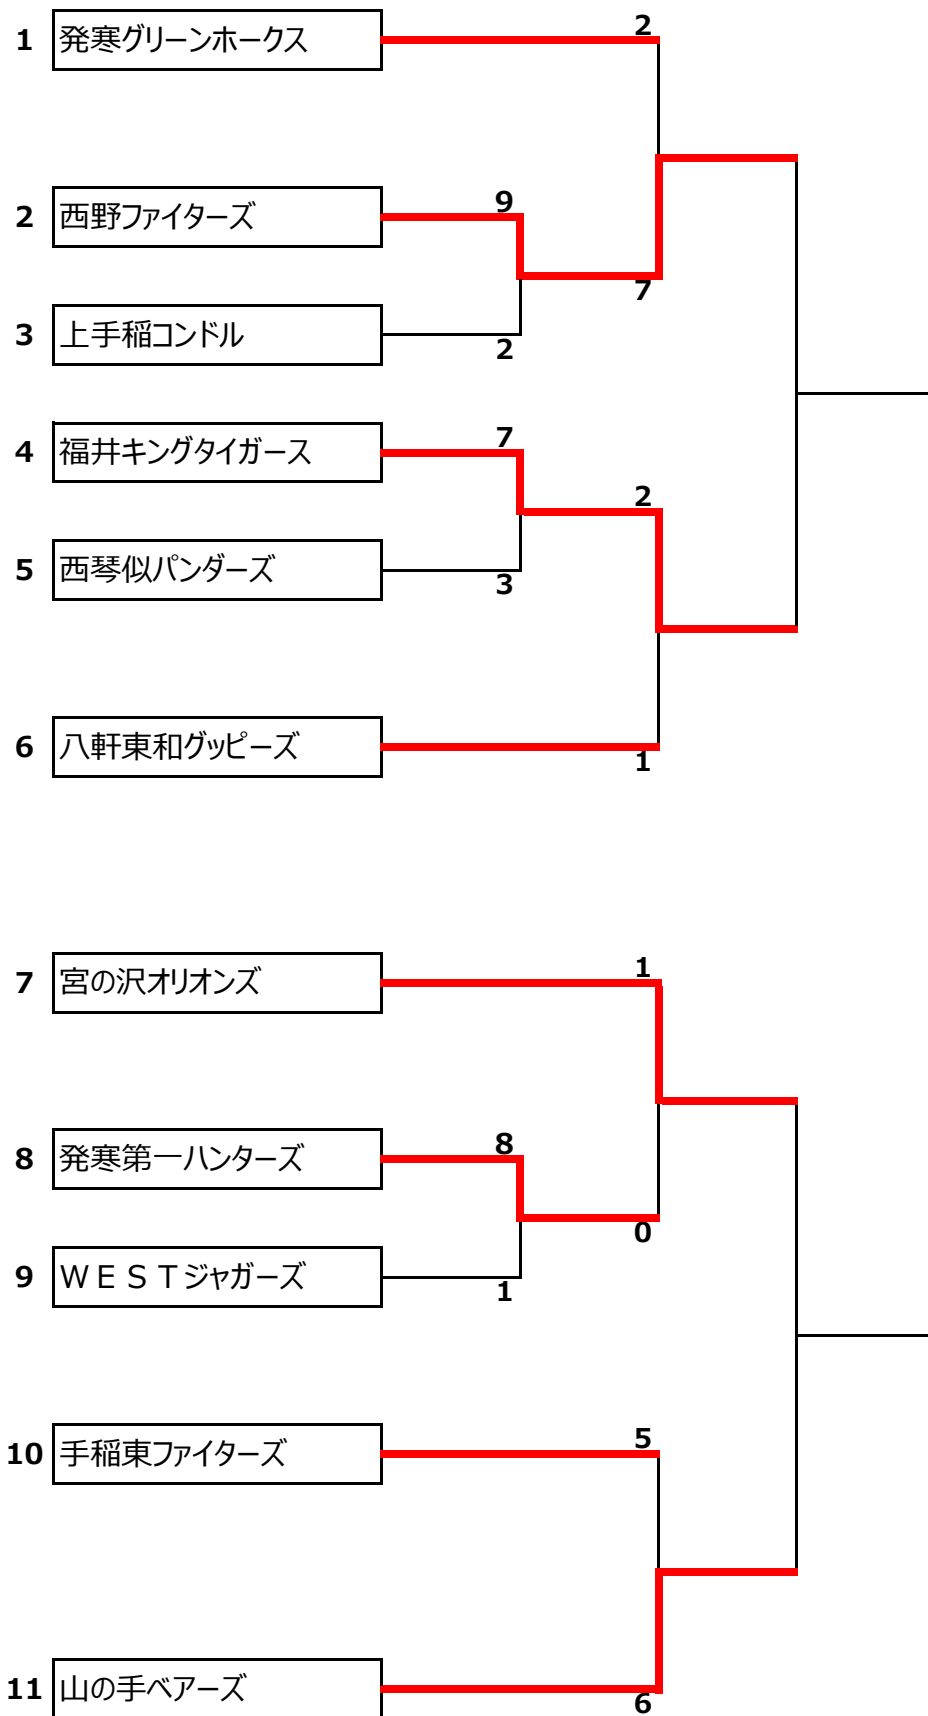 2
1 発寒グリーンホークス
9
2 西野ファイターズ
7
3 上手稲コンドル
2
7
4 福井キングタイガース
2
5 西琴似パンダーズ
3
6 八軒東和グッピーズ
1
1
7 宮の沢オリオンズ
8
8 発寒第一ハンターズ
0
9 ＷＥＳＴジャガーズ
1
5
10 手稲東ファイターズ
11 山の手ベアーズ
6